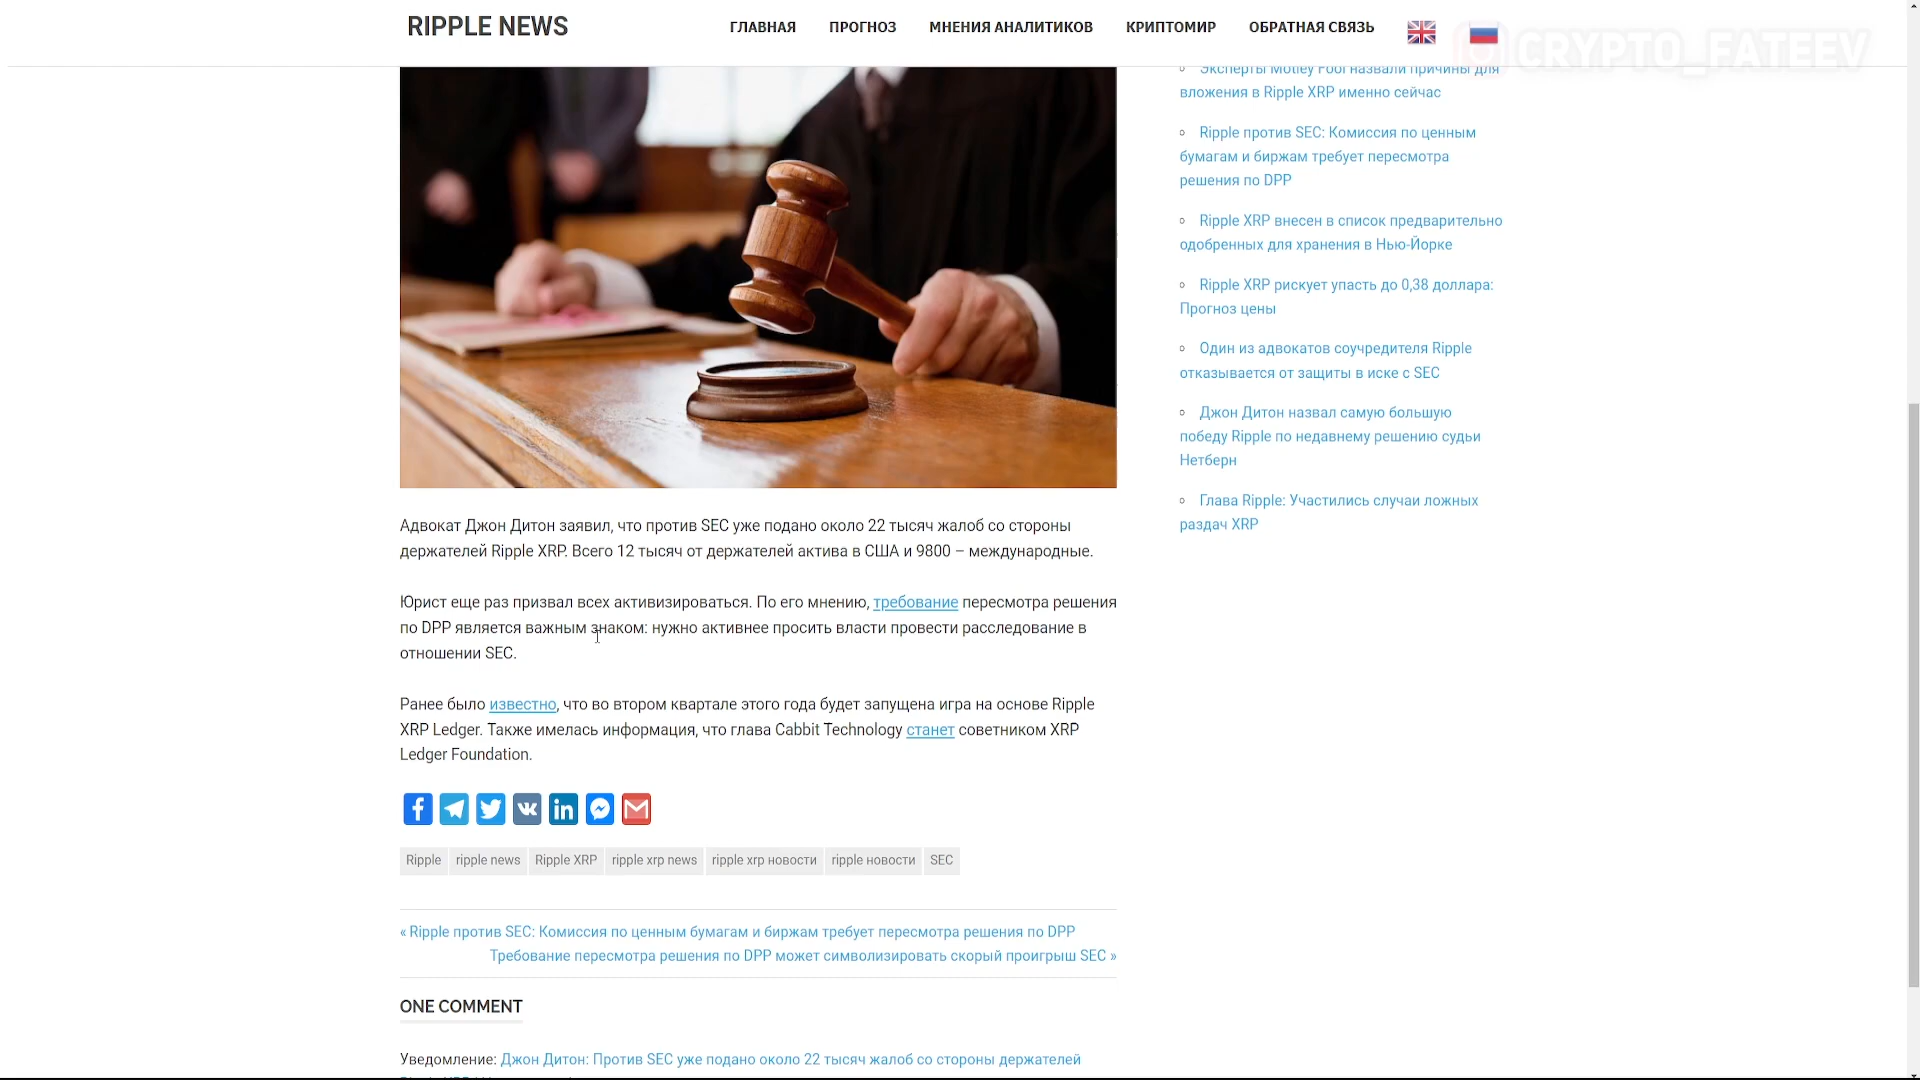 RIPPLE NEWS
ГЛАВНАЯ
ПРОГНОЗ
МНЕНИЯ АНАЛИТИКОВ
КРИПТОМИР
ОБРАТНАЯ СВЯЗЬ
CRYPTO_FATEEV
Адвокат Джон Дитон заявил, что против SEC уже подано около 22 тысяч жалоб со стороны
держателей Ripple XRP. Всего 12 тысяч от держателей актива в США и 9800 – международные.
Юрист еще раз призвал всех активизироваться. По его мнению, требование пересмотра решения
по DPP является важным знаком: нужно активнее просить власти провести расследование в
отношении SEC.
Ранее было известно, что во втором квартале этого года будет запущена игра на основе Ripple
XRP Ledger. Также имелась информация, что глава Cabbit Technology станет советником XRP
Ledger Foundation.
Ripple
ripple news
Ripple XRP
ripple xrp news
ripple xrp новости
ripple новости
SEC
« Ripple против SEC: Комиссия по ценным бумагам и биржам требует пересмотра решения по DPP
Требование пересмотра решения по DPP может символизировать скорый проигрыш SEC »
ONE COMMENT
Уведомление: Джон Дитон: Против SEC уже подано около 22 тысяч жалоб со стороны держателей
Эксперты Motley Fool назвали причины для
вложения в Ripple XRP именно сейчас
Ripple против SEC: Комиссия по ценным
бумагам и биржам требует пересмотра
решения по DPP
Ripple XRP внесен в список предварительно
одобренных для хранения в Нью-Йорке
Ripple XRP рискует упасть до 0,38 доллара:
Прогноз цены
Один из адвокатов соучредителя Ripple
отказывается от защиты в иске с SEC
Джон Дитон назвал самую большую
победу Ripple по недавнему решению судьи
Нетберн
Глава Ripple: Участились случаи ложных
раздач XRP